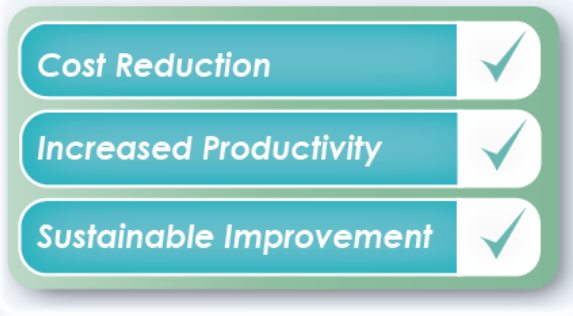 Cost Reduction
Increased Productivity
Sustainable Improvement